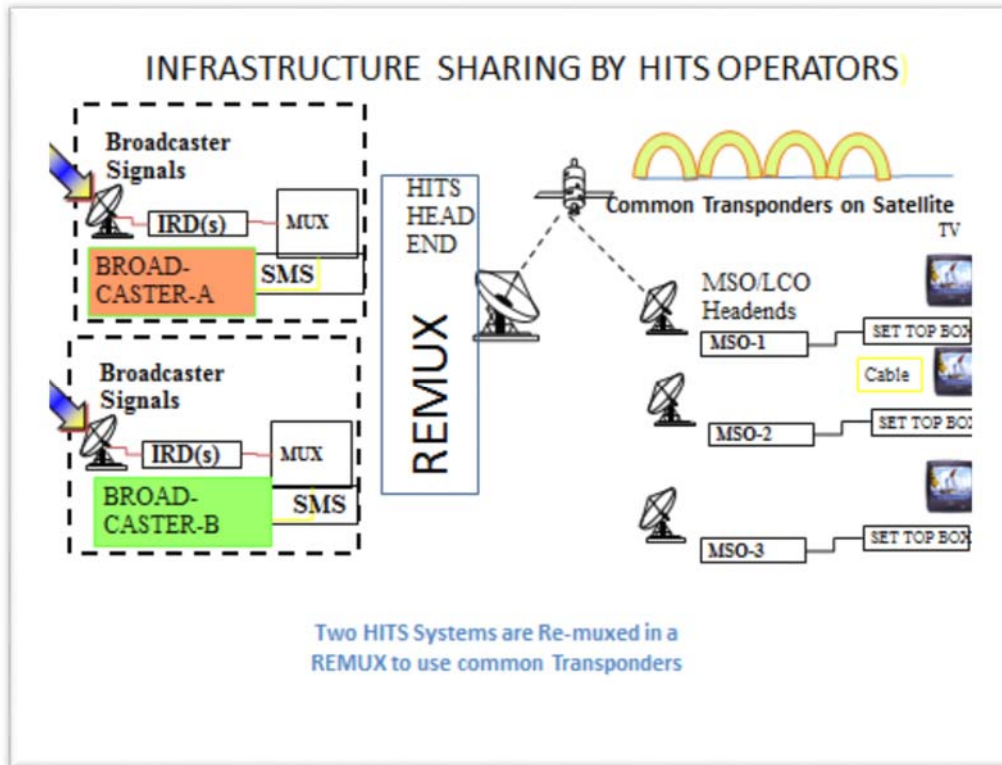 INFRASTRUCTURE SHARING BY HITS OPERATORS)
Broadcaster
Signals
IRD(s)
MUX
BROAD-
CASTER-A
SMS
Broadcaster
Signals
IRD(s)
MUX
BROAD-
CASTER-B
SMS
HITS
HEAD
END
REMUX
Common Transponders on Satellite
TV
MSO/LCO
Headends
MSO-1
SET TOP BOX
Cable
MSO-2
SET TOP BOX
MSO-3
SET TOP BOX
Two HITS Systems are Re-muxed in a
REMUX to use common Transponders